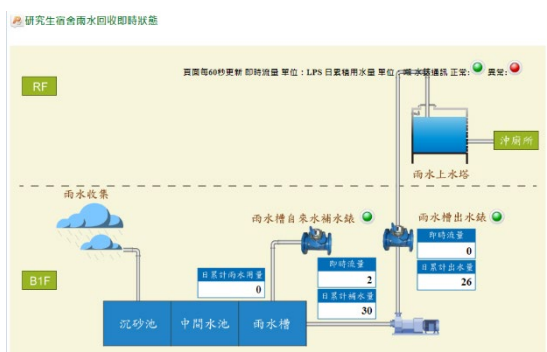 研究生宿舍雨水回收即時狀態
頁面每60秒更新 即時流量 單位：LPS 日累積用水量 單位：噸 水錶通訊 正常: 異常:
RF
沖廁所
雨水上水塔
雨水收集
雨水槽自來水補水錶
雨水槽出水錶
即時流量
0
日累計出水量
26
即時流量
2
日累計補水量
30
日累計雨水用量
0
B1F
沉砂池
中間水池
雨水槽